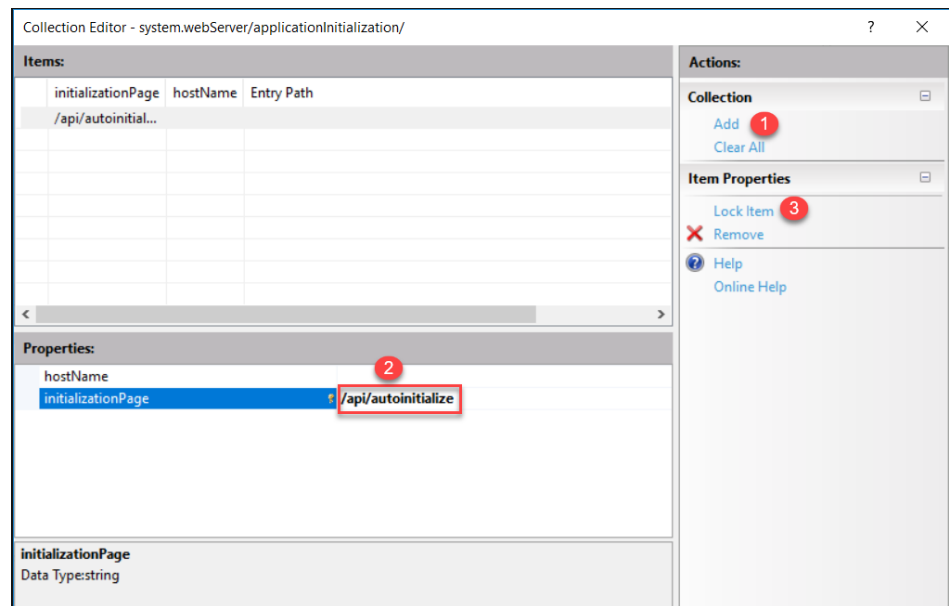 Collection Editor - system.webServer/applicationInitialization/ ?
Items:
initializationPage hostName Entry Path
/api/autoinitial...
Properties:
2
hostName
initializationPage /api/autoinitialize
initializationPage
Data Type:string
Actions:
Collection
Add 1
Clear All
Item Properties
Lock Item 3
Remove
? Help
Online Help